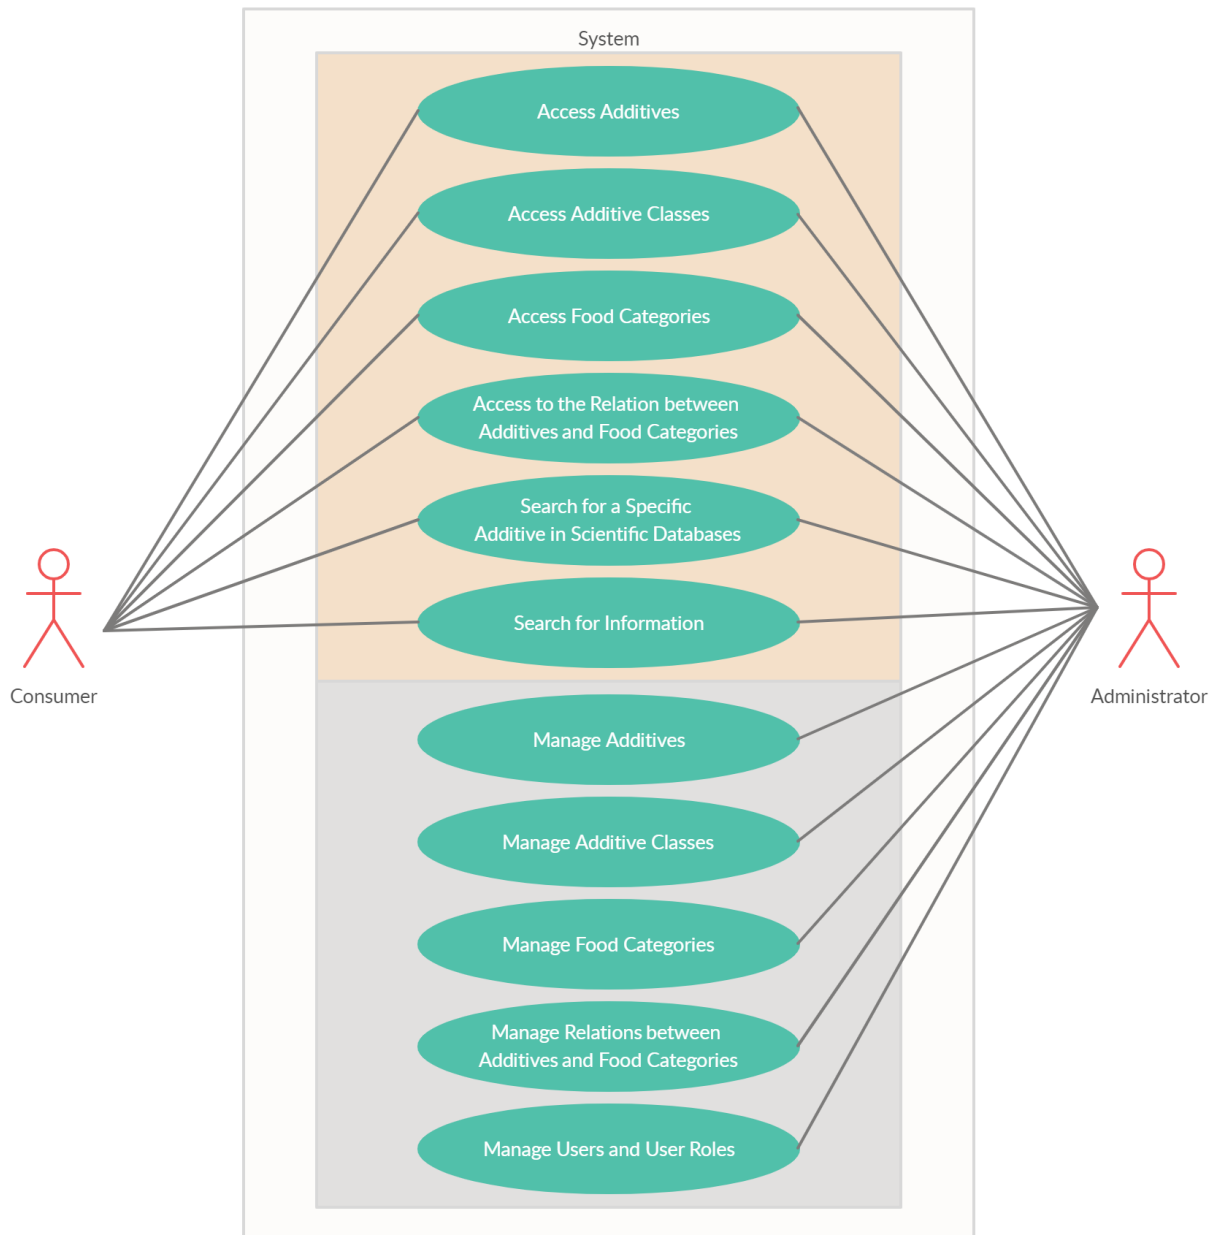 System
Access Additives
Access Additive Classes
Access Food Categories
Access to the Relation between
Additives and Food Categories
Search for a Specific
Additive in Scientific Databases
Search for Information
Consumer
Administrator
Manage Additives
Manage Additive Classes
Manage Food Categories
Manage Relations between
Additives and Food Categories
Manage Users and User Roles